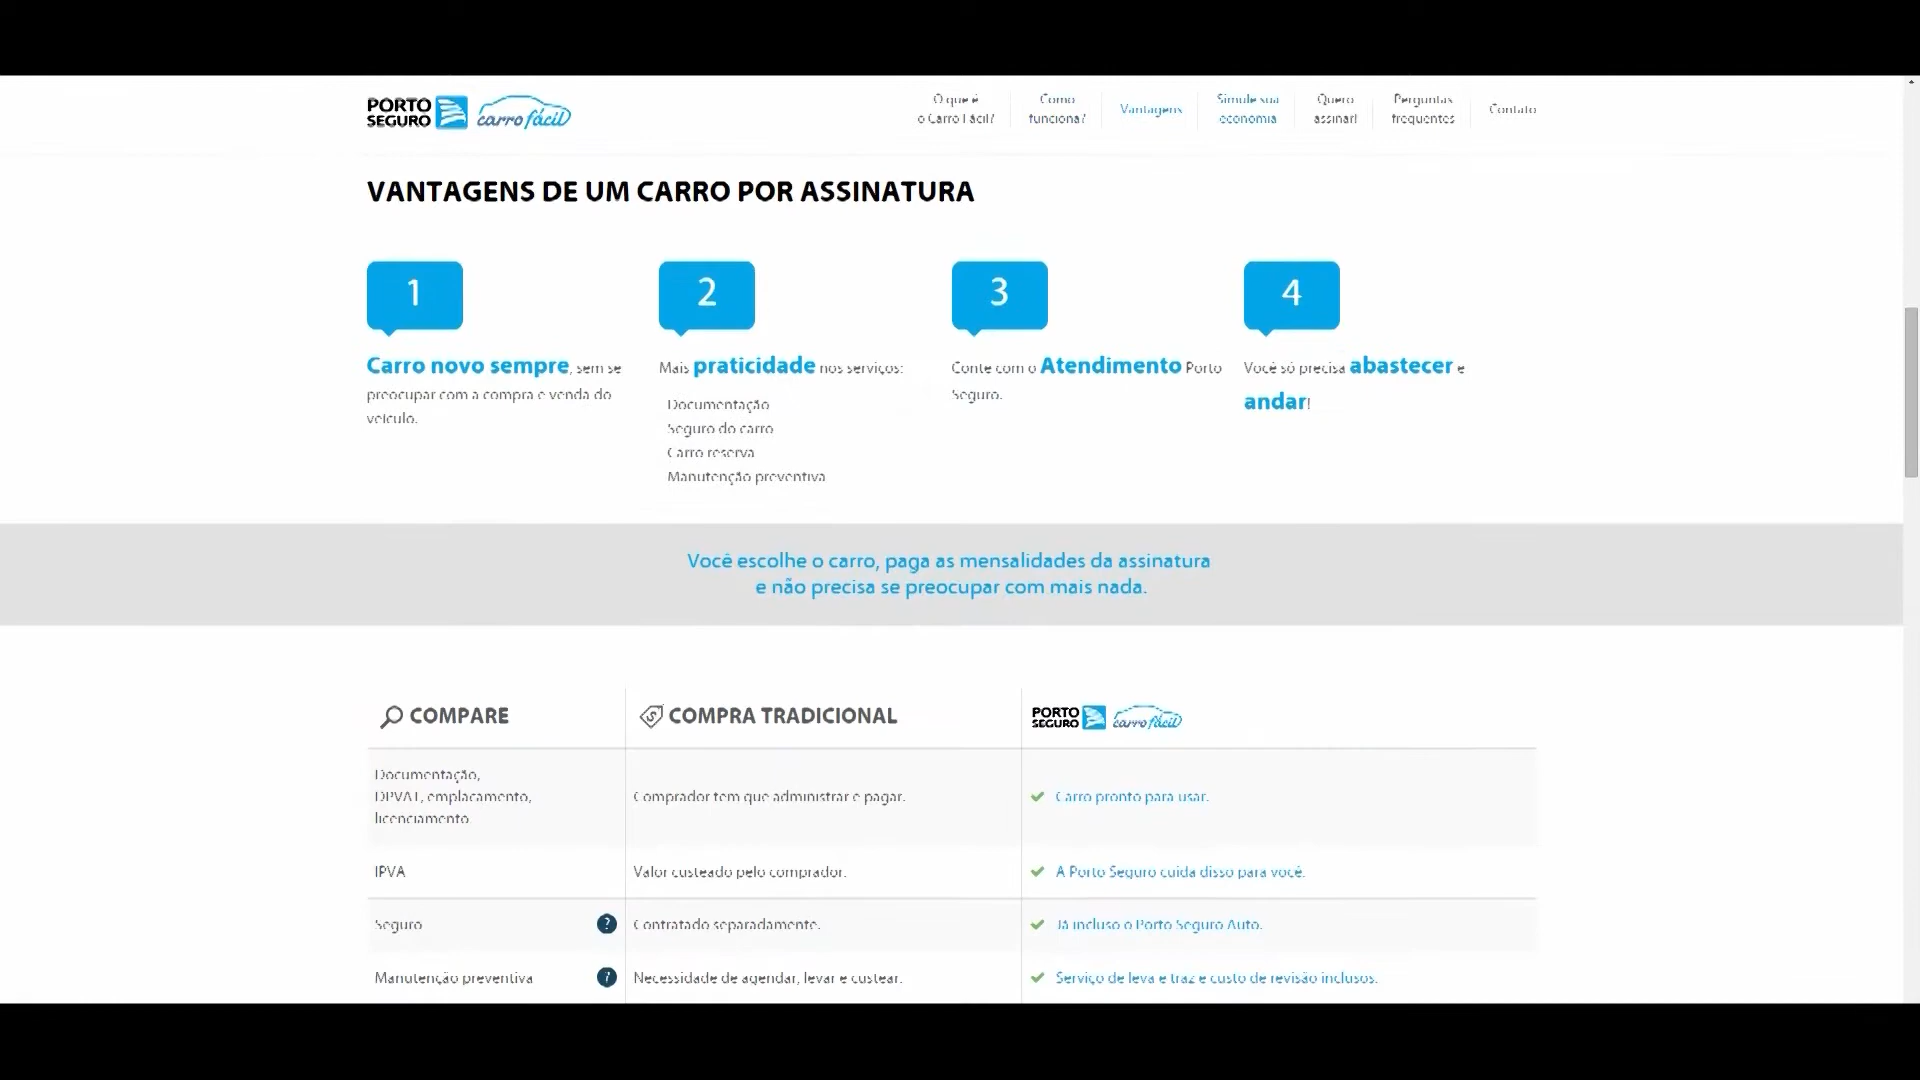 PORTO
SEGURO
carro fácil
O que é
o Carro Fácil?
Como
funciona?
Vantagens
Simule sua
economia
Quero
assinar!
Perguntas
frequentes
Contato
VANTAGENS DE UM CARRO POR ASSINATURA
1
Carro novo sempre, sem se
preocupar com a compra e venda do
veículo.
2
Mais praticidade nos serviços:
Documentação
Seguro do carro
Carro reserva
Manutenção preventiva
3
Conte com o Atendimento Porto
Seguro.
4
Você só precisa abastecer e
andar!
Você escolhe o carro, paga as mensalidades da assinatura
e não precisa se preocupar com mais nada.
COMPARE
COMPRA TRADICIONAL
PORTO
SEGURO
carro fácil
Documentação,
DPVAT, emplacamento,
licenciamento.
Comprador tem que administrar e pagar.
Carro pronto para usar.
IPVA
Valor custeado pelo comprador.
A Porto Seguro cuida disso para você.
Seguro
?
Contratado separadamente.
Já incluso o Porto Seguro Auto.
Manutenção preventiva
?
Necessidade de agendar, levar e custear.
Serviço de leva e traz e custo de revisão inclusos.